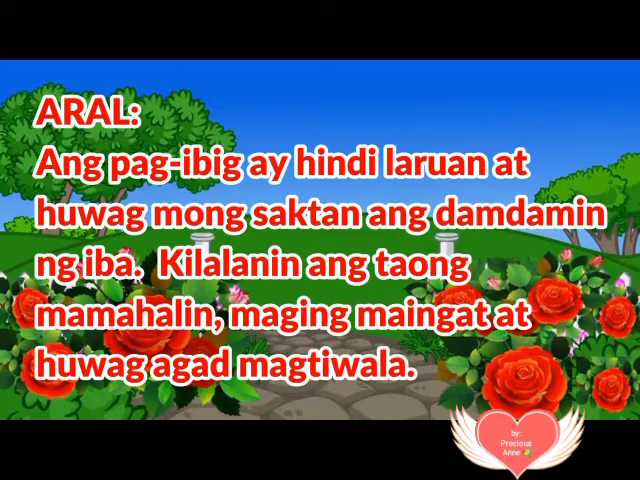 ARAL:
Ang pag-ibig ay hindi laruan at
huwag mong saktan ang damdamin
ng iba. Kilalanin ang taong
mamahalin, maging maingat at
huwag agad magtiwala.
by:
Precious
Anne